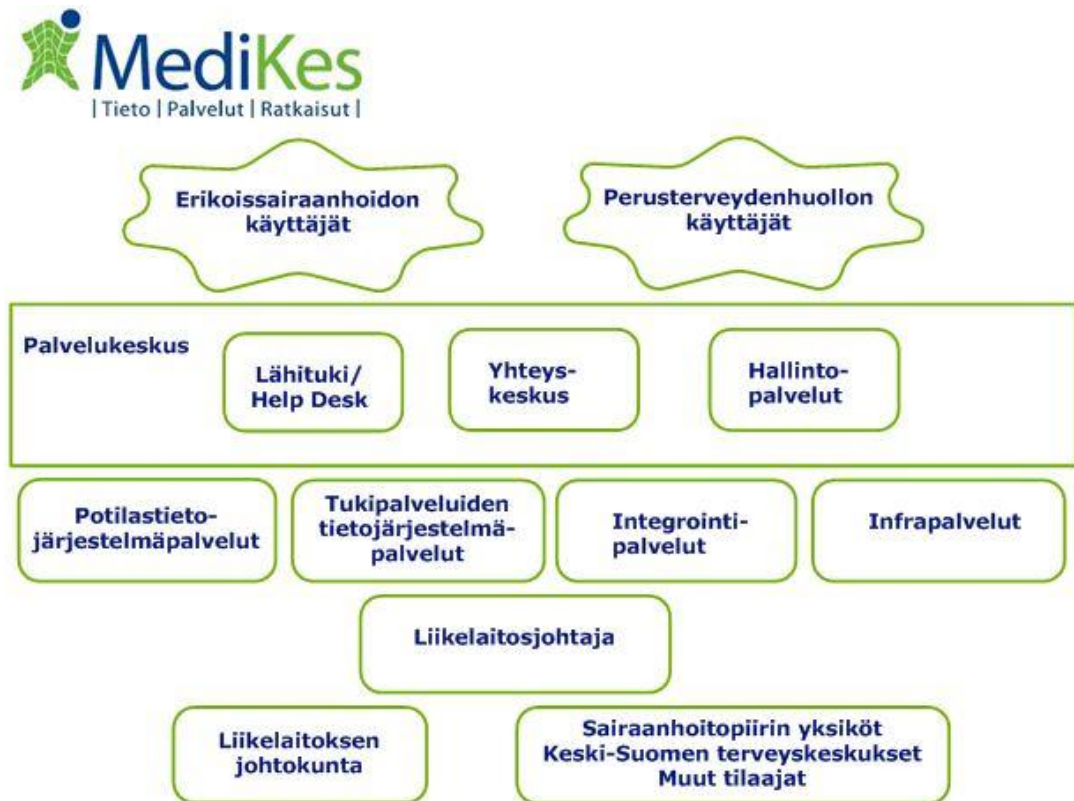 MediKes
| Tieto | Palvelut | Ratkaisut |
Erikoissairaanhoidon
käyttäjät
Perusterveydenhuollon
käyttäjät
Palvelukeskus
Lähituki/
Help Desk
Yhteys-
keskus
Hallinto-
palvelut
Potilastieto-
järjestelmäpalvelut
Tukipalveluiden
tietojärjestelmä-
palvelut
Integrointi-
palvelut
Infrapalvelut
Liikelaitosjohtaja
Liikelaitoksen
johtokunta
Sairaanhoitopiirin yksiköt
Keski-Suomen terveyskeskukset
Muut tilaajat